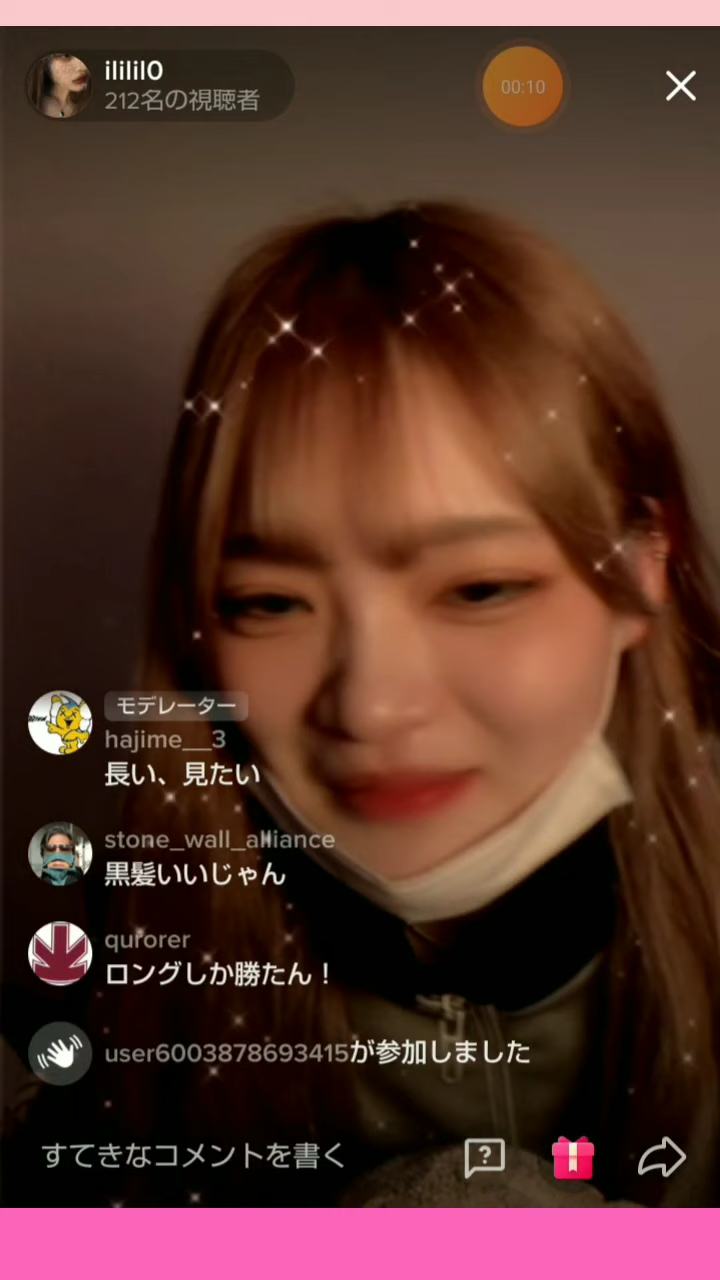 ilililO
212名の視聴者
00:10
モデレーター
hajime__3
長い、見たい
stone_wall_alliance
黒髪いいじゃん
qurorer
ロングしか勝たん！
user6003878693415が参加しました
すてきなコメントを書く
?